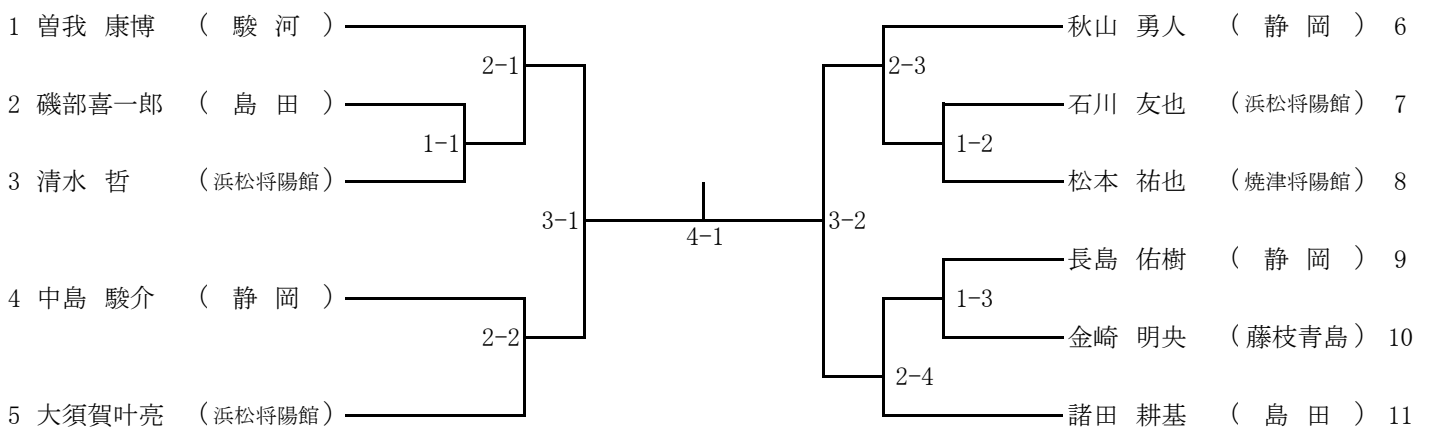 1 曽我 康博 ( 駿 河 )
2-1
2 磯部喜一郎 ( 島 田 )
1-1
3 清水 哲 (浜松将陽館)
3-1
4 中島 駿介 ( 静 岡 )
2-2
5 大須賀叶亮 (浜松将陽館)
4-1
秋山 勇人 ( 静 岡 ) 6
2-3
石川 友也 (浜松将陽館) 7
1-2
松本 祐也 (焼津将陽館) 8
3-2
長島 佑樹 ( 静 岡 ) 9
1-3
金崎 明央 (藤枝青島) 10
2-4
諸田 耕基 ( 島 田 ) 11